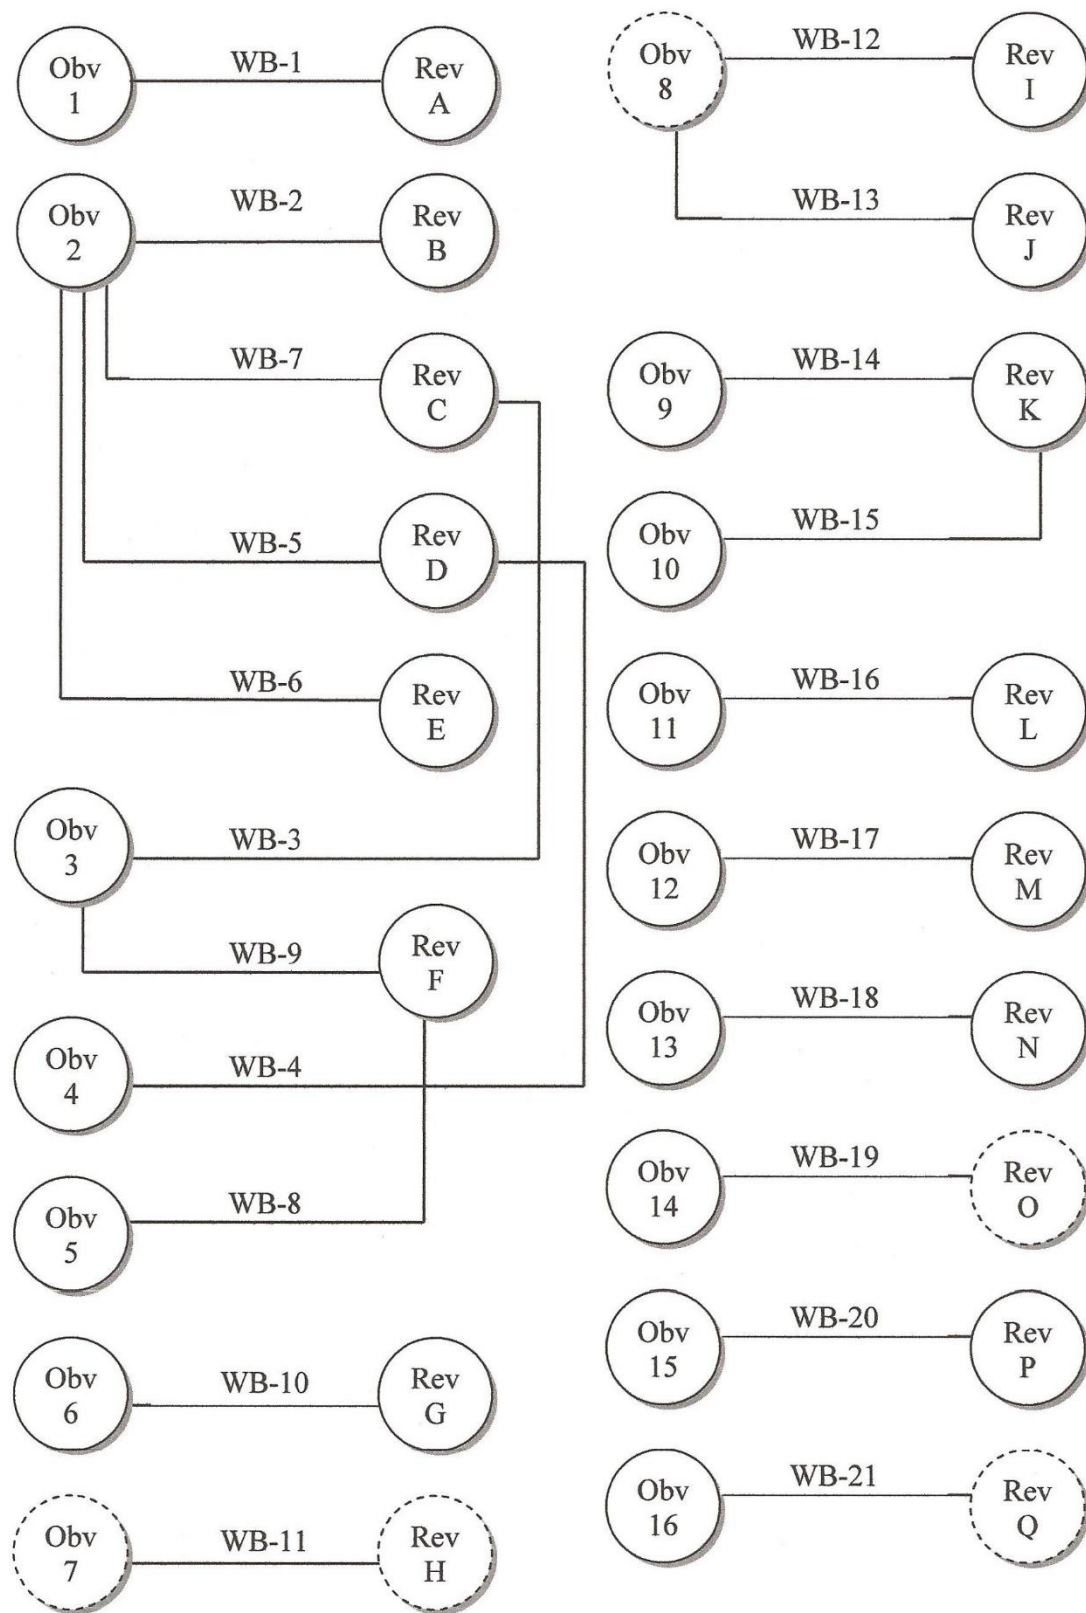 Obv
1
WB-1
Rev
A
Obv
2
WB-2
Rev
B
WB-7
Rev
C
WB-5
Rev
D
WB-6
Rev
E
Obv
3
WB-3
WB-9
Rev
F
Obv
4
WB-4
Obv
5
WB-8
Obv
6
WB-10
Rev
G
Obv
7
WB-11
Rev
H
Obv
8
WB-12
Rev
I
WB-13
Rev
J
Obv
9
WB-14
Rev
K
Obv
10
WB-15
Obv
11
WB-16
Rev
L
Obv
12
WB-17
Rev
M
Obv
13
WB-18
Rev
N
Obv
14
WB-19
Rev
O
Obv
15
WB-20
Rev
P
Obv
16
WB-21
Rev
Q